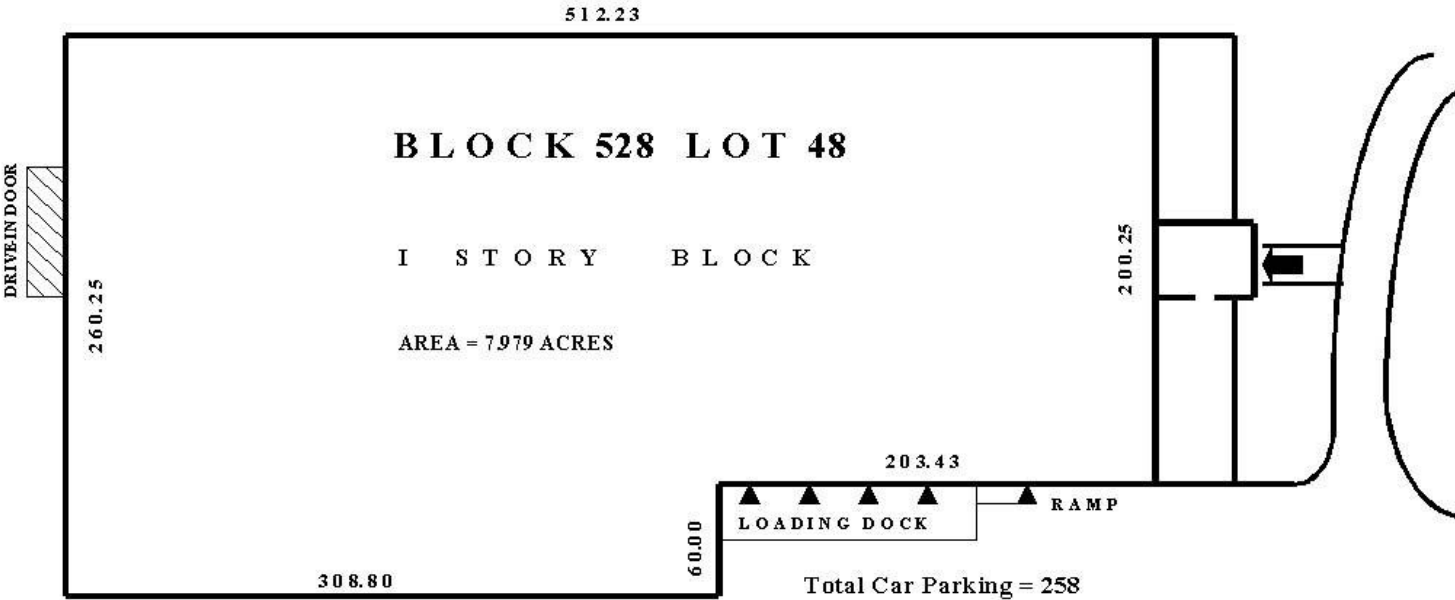 512.23
BLOCK 528 LOT 48
DRIVE-IN DOOR
I STORY BLOCK
200.25
260.25
AREA = 7.979 ACRES
203.43
RAMP
LOADING DOCK
60.00
308.80
Total Car Parking = 258